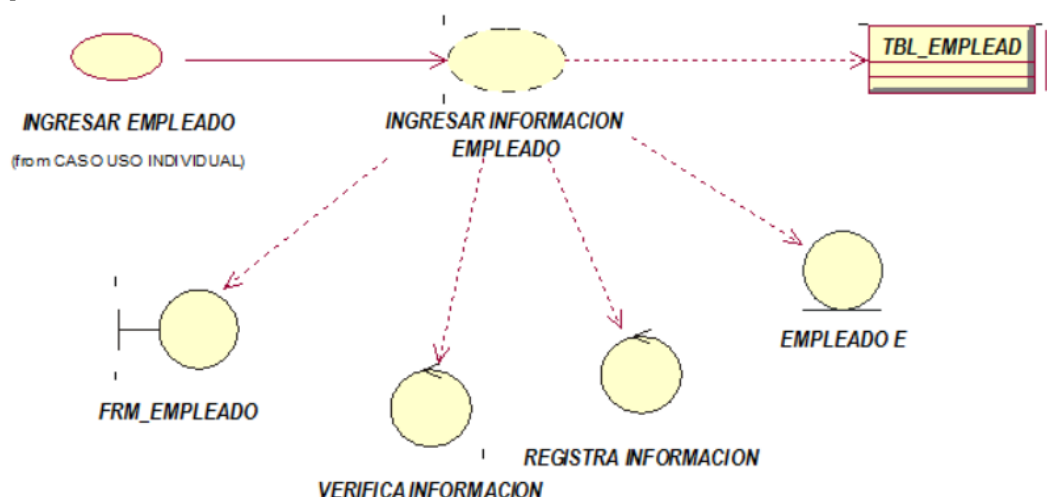 TBL_EMPLEAD
INGRESAR EMPLEADO
(from CASO USO INDIVIDUAL)
INGRESAR INFORMACION
EMPLEADO
EMPLEADO E
FRM_EMPLEADO
REGISTRA INFORMACION
VERIFICA INFORMACION